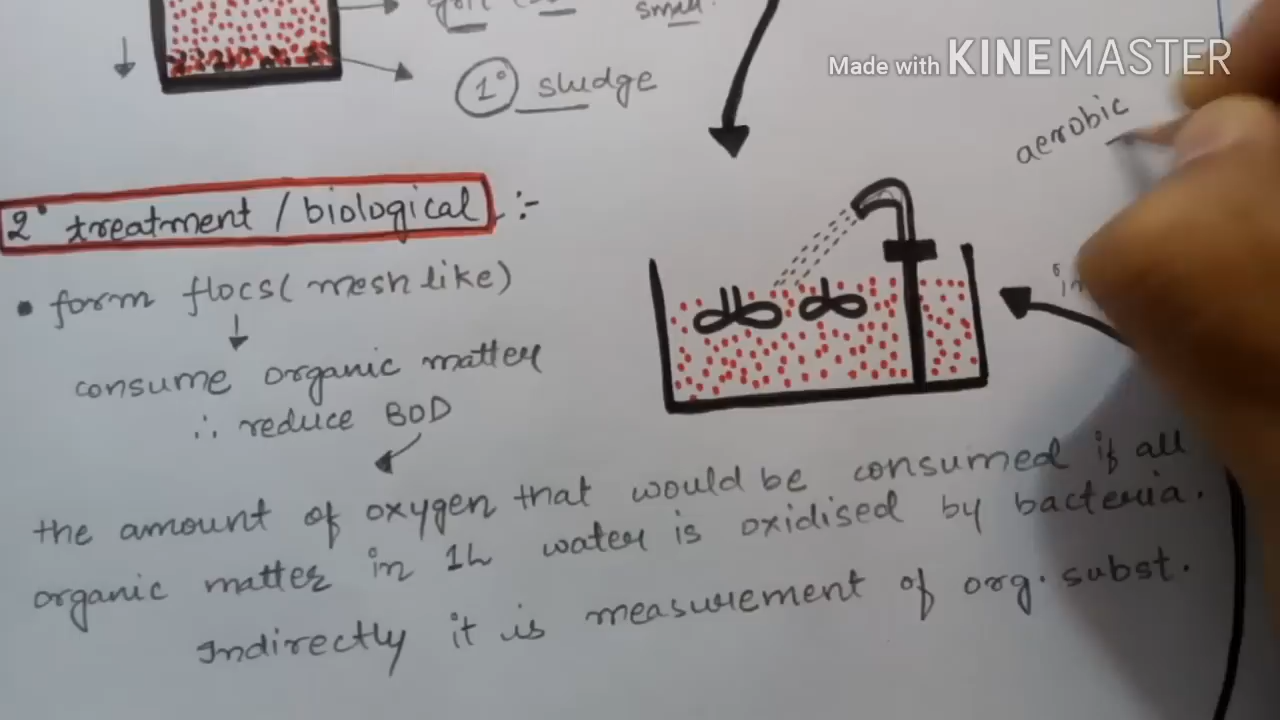 small.
Made with KINEMASTER
1° sludge
aerobic
2° treatment / biological :-
• form flocs (mesh like)
consume organic matter
∴ reduce BOD
the amount of oxygen that would be consumed if all
organic matter in 1L water is oxidised by bacteria.
Indirectly it is measurement of org. subst.